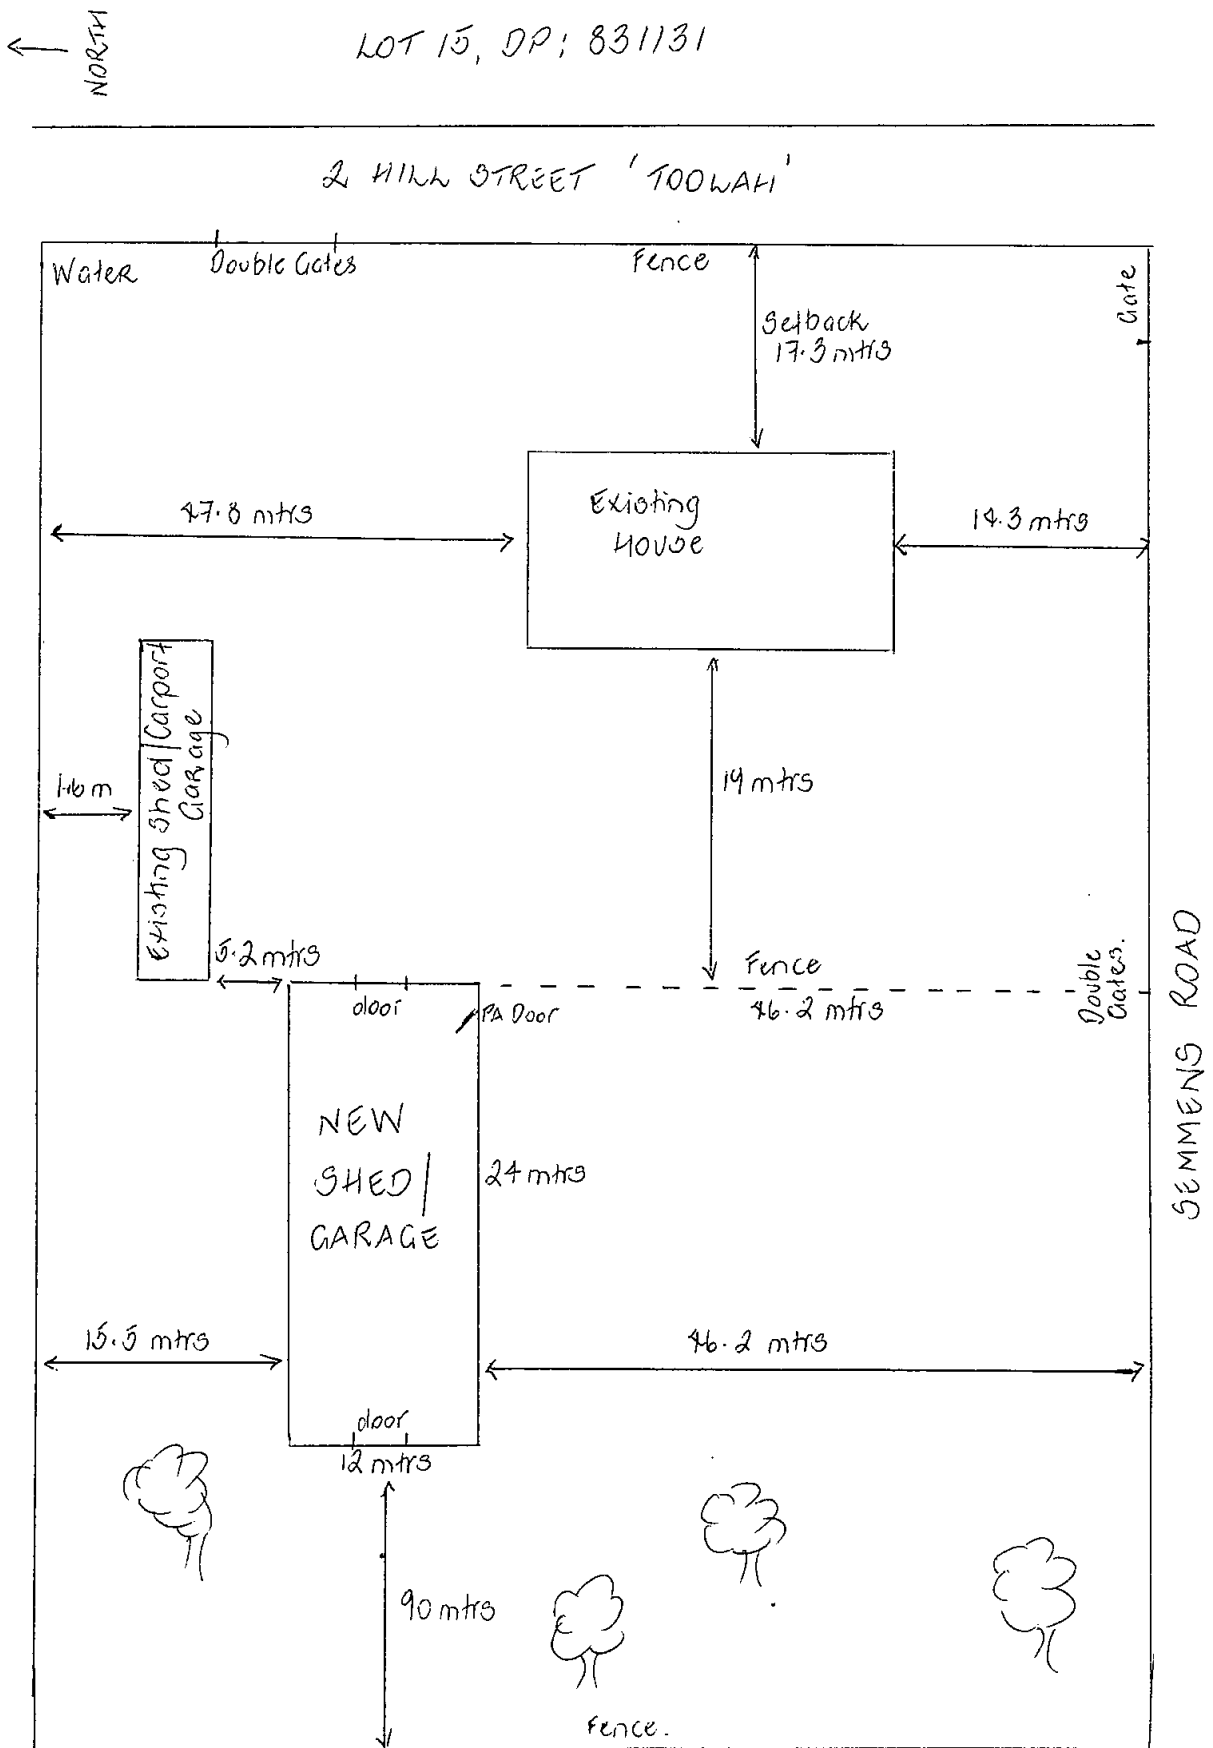 NORTH
LOT 15, DP: 831131
2 HILL STREET 'TOOLAH'
Water
Double Gates
Fence
Gate
Setback
17.3 mtrs
47.8 mtrs
Existing
House
14.3 mtrs
Existing Shed/Carport
Garage
1.6 m
19 mtrs
5.2 mtrs
Fence
46.2 mtrs
Double
Gates.
door
PA Door
SEMMENS ROAD
NEW
SHED/
GARAGE
24 mtrs
15.5 mtrs
46.2 mtrs
door
12 mtrs
90 mtrs
Fence.